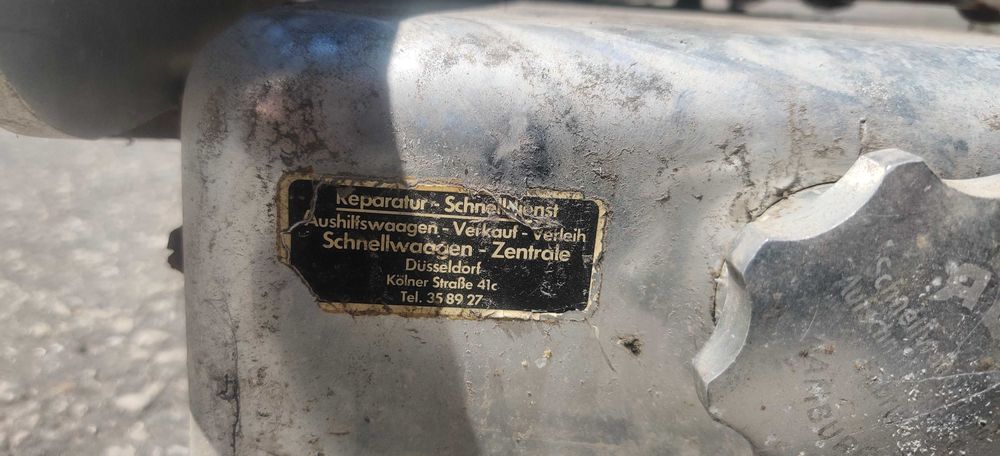 Reparatur - Schnelldienst
Aushilfswaagen - Verkauf - Verleih
Schnellwaagen - Zentrale
Düsseldorf
Kölner Straße 41c
Tel. 35 89 27